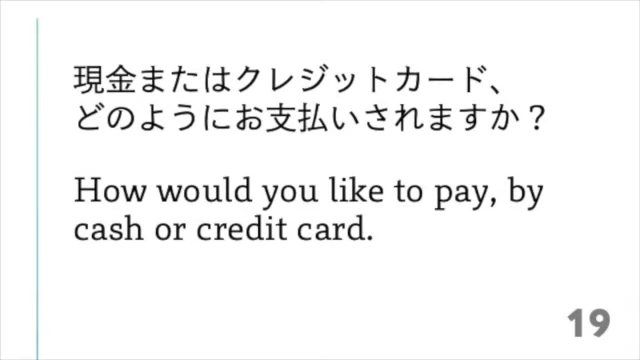 現金またはクレジットカード、
どのようにお支払いされますか？
How would you like to pay, by
cash or credit card.
19